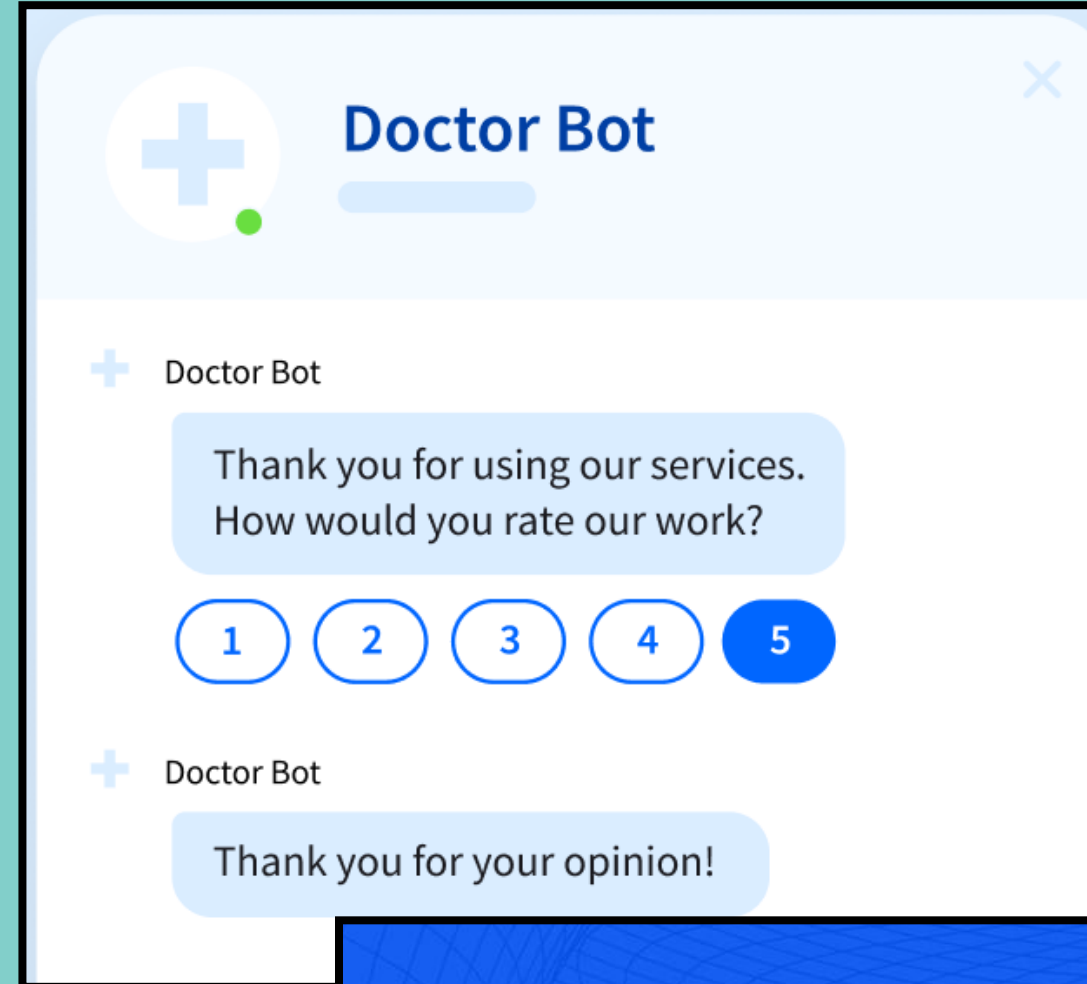 Doctor Bot
Doctor Bot
Thank you for using our services.
How would you rate our work?
1 2 3 4 5
Doctor Bot
Thank you for your opinion!